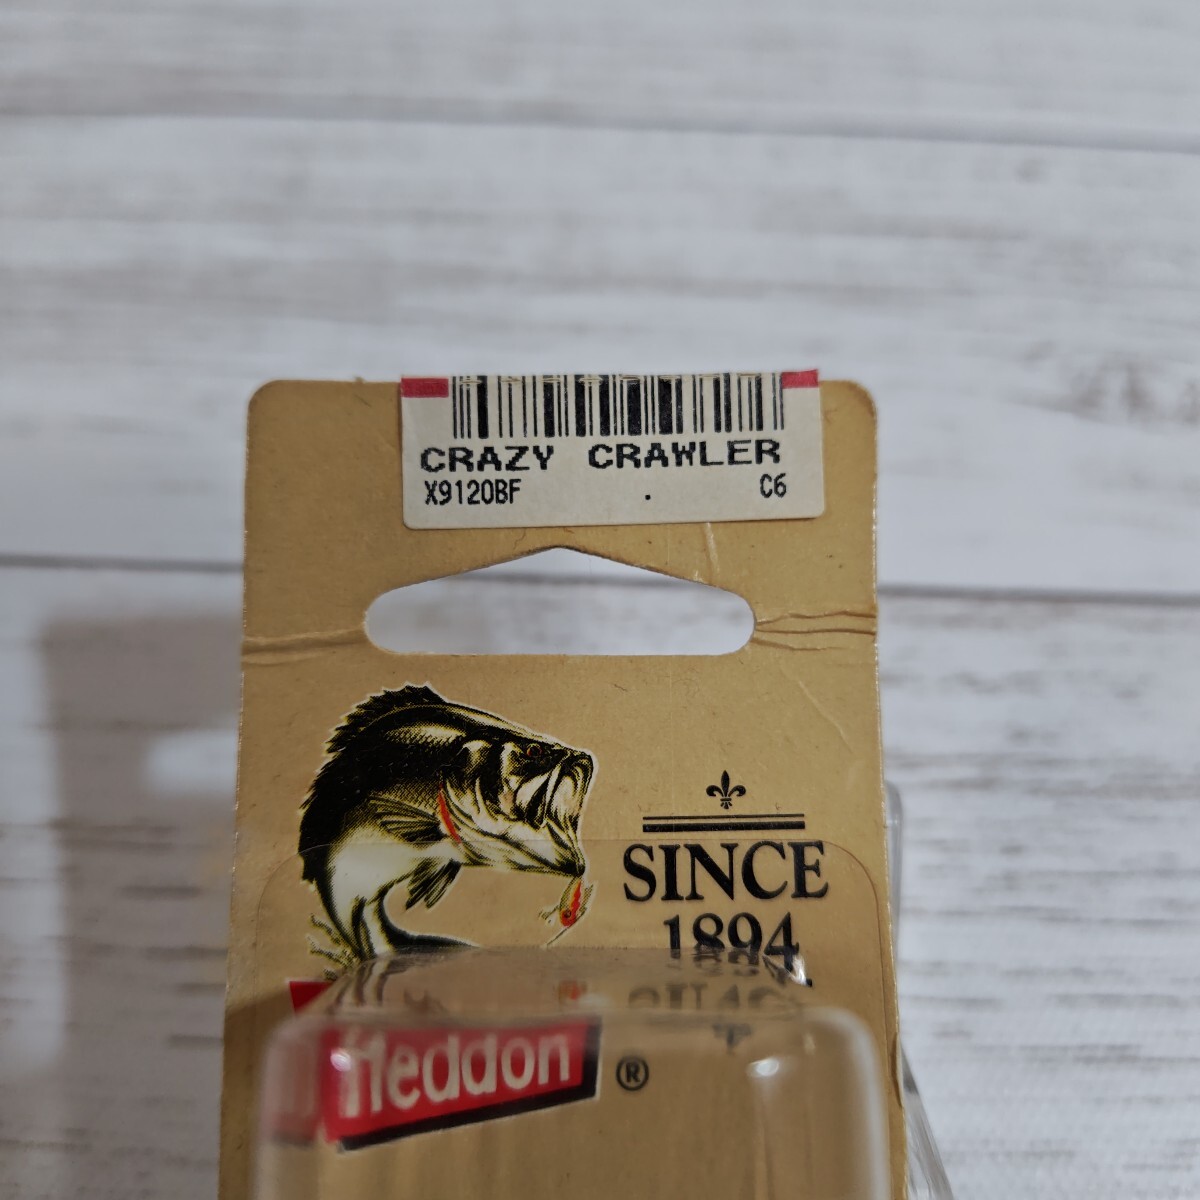 CRAZY CRAWLER
X9120BF . C6
SINCE
1894
Heddon®